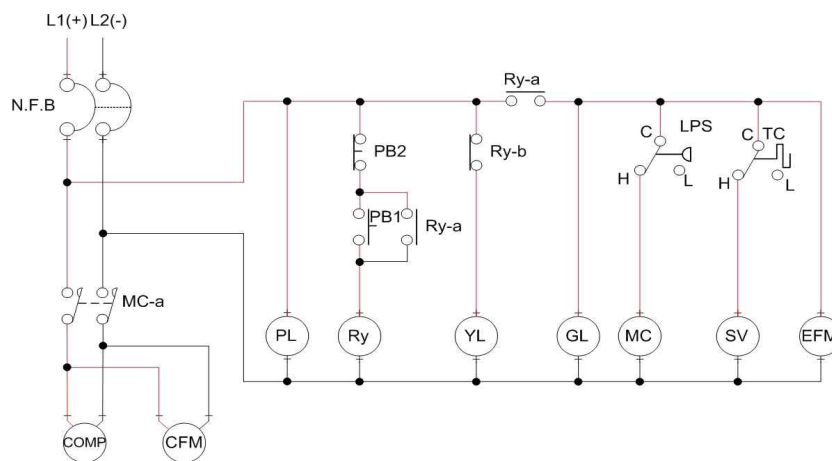 L1(+) L2(-)
N.F.B
Ry-a
PB2
Ry-b
C LPS
H L
C TC
H L
PB1
Ry-a
MC-a
PL
Ry
YL
GL
MC
SV
EFM
COMP
CFM